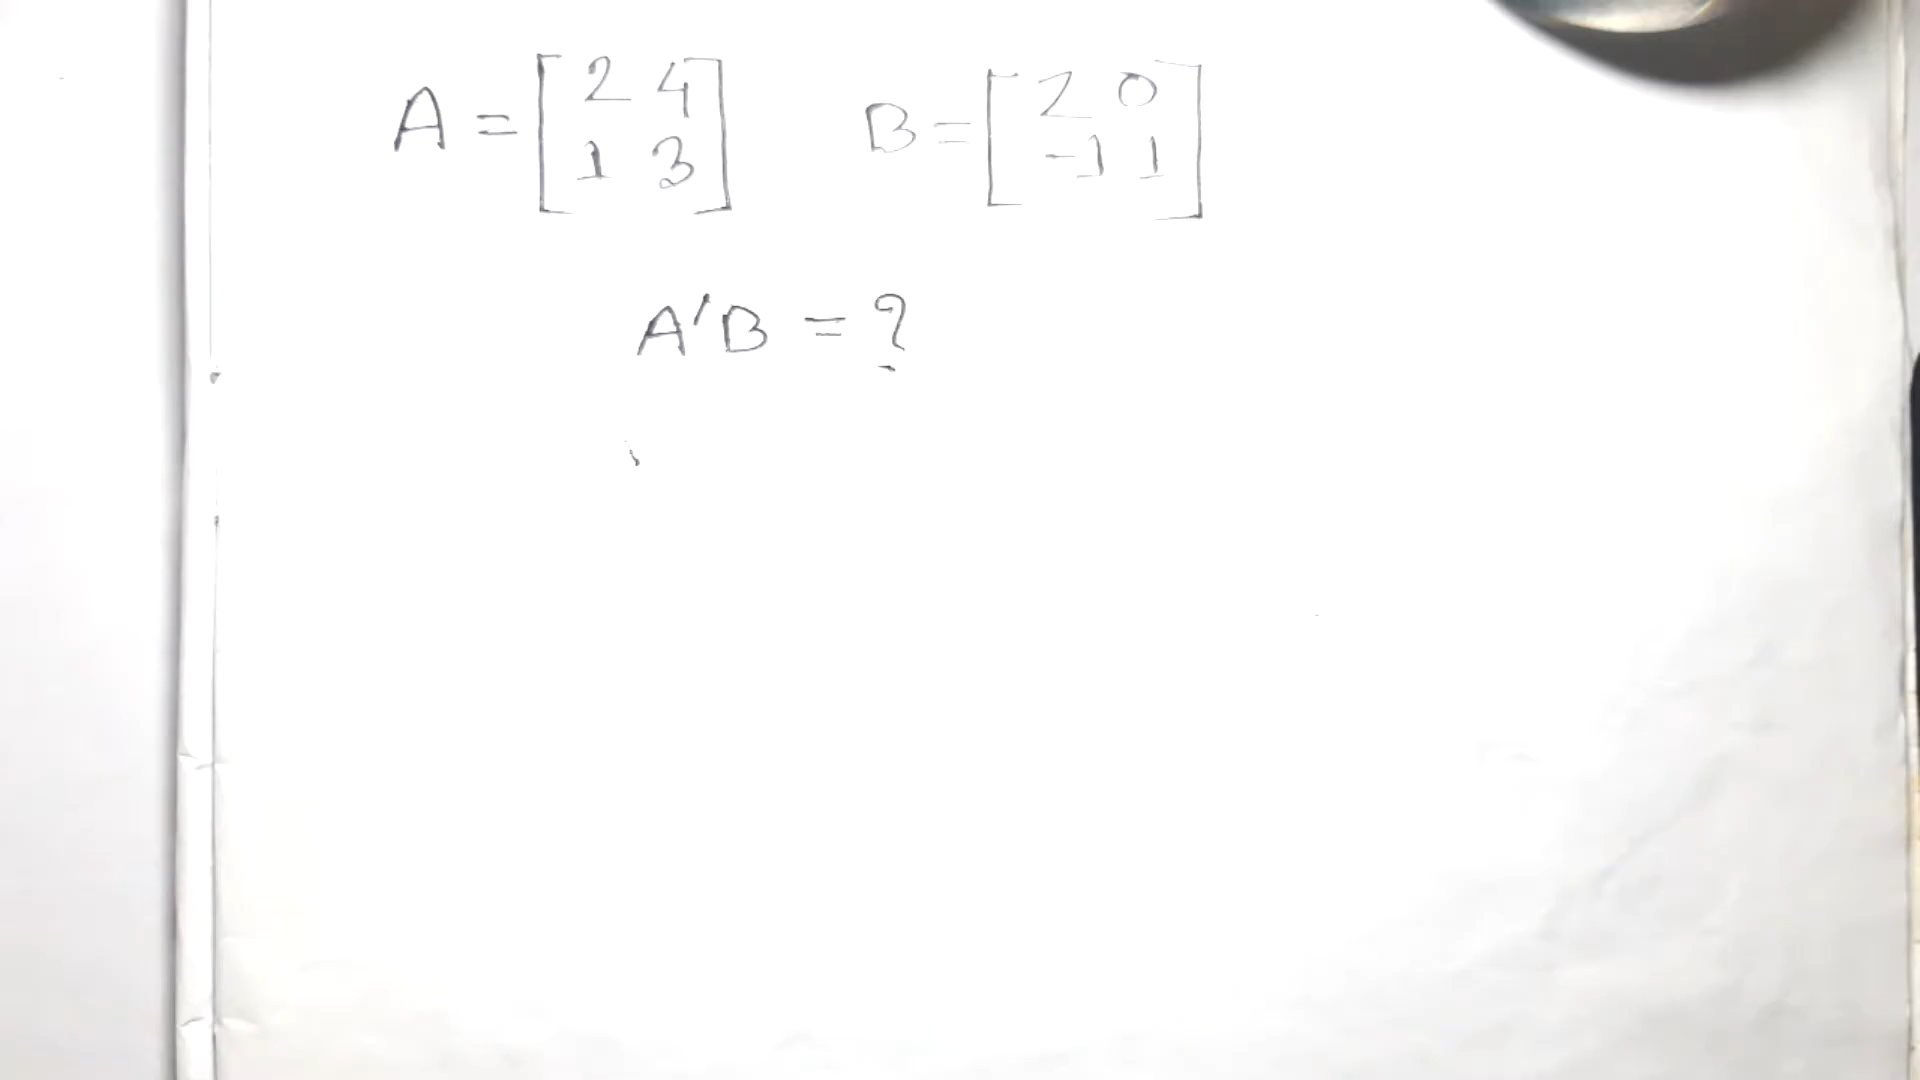 A = [2 4 B = [2 0
1 3] -1 1]
A'B = ?